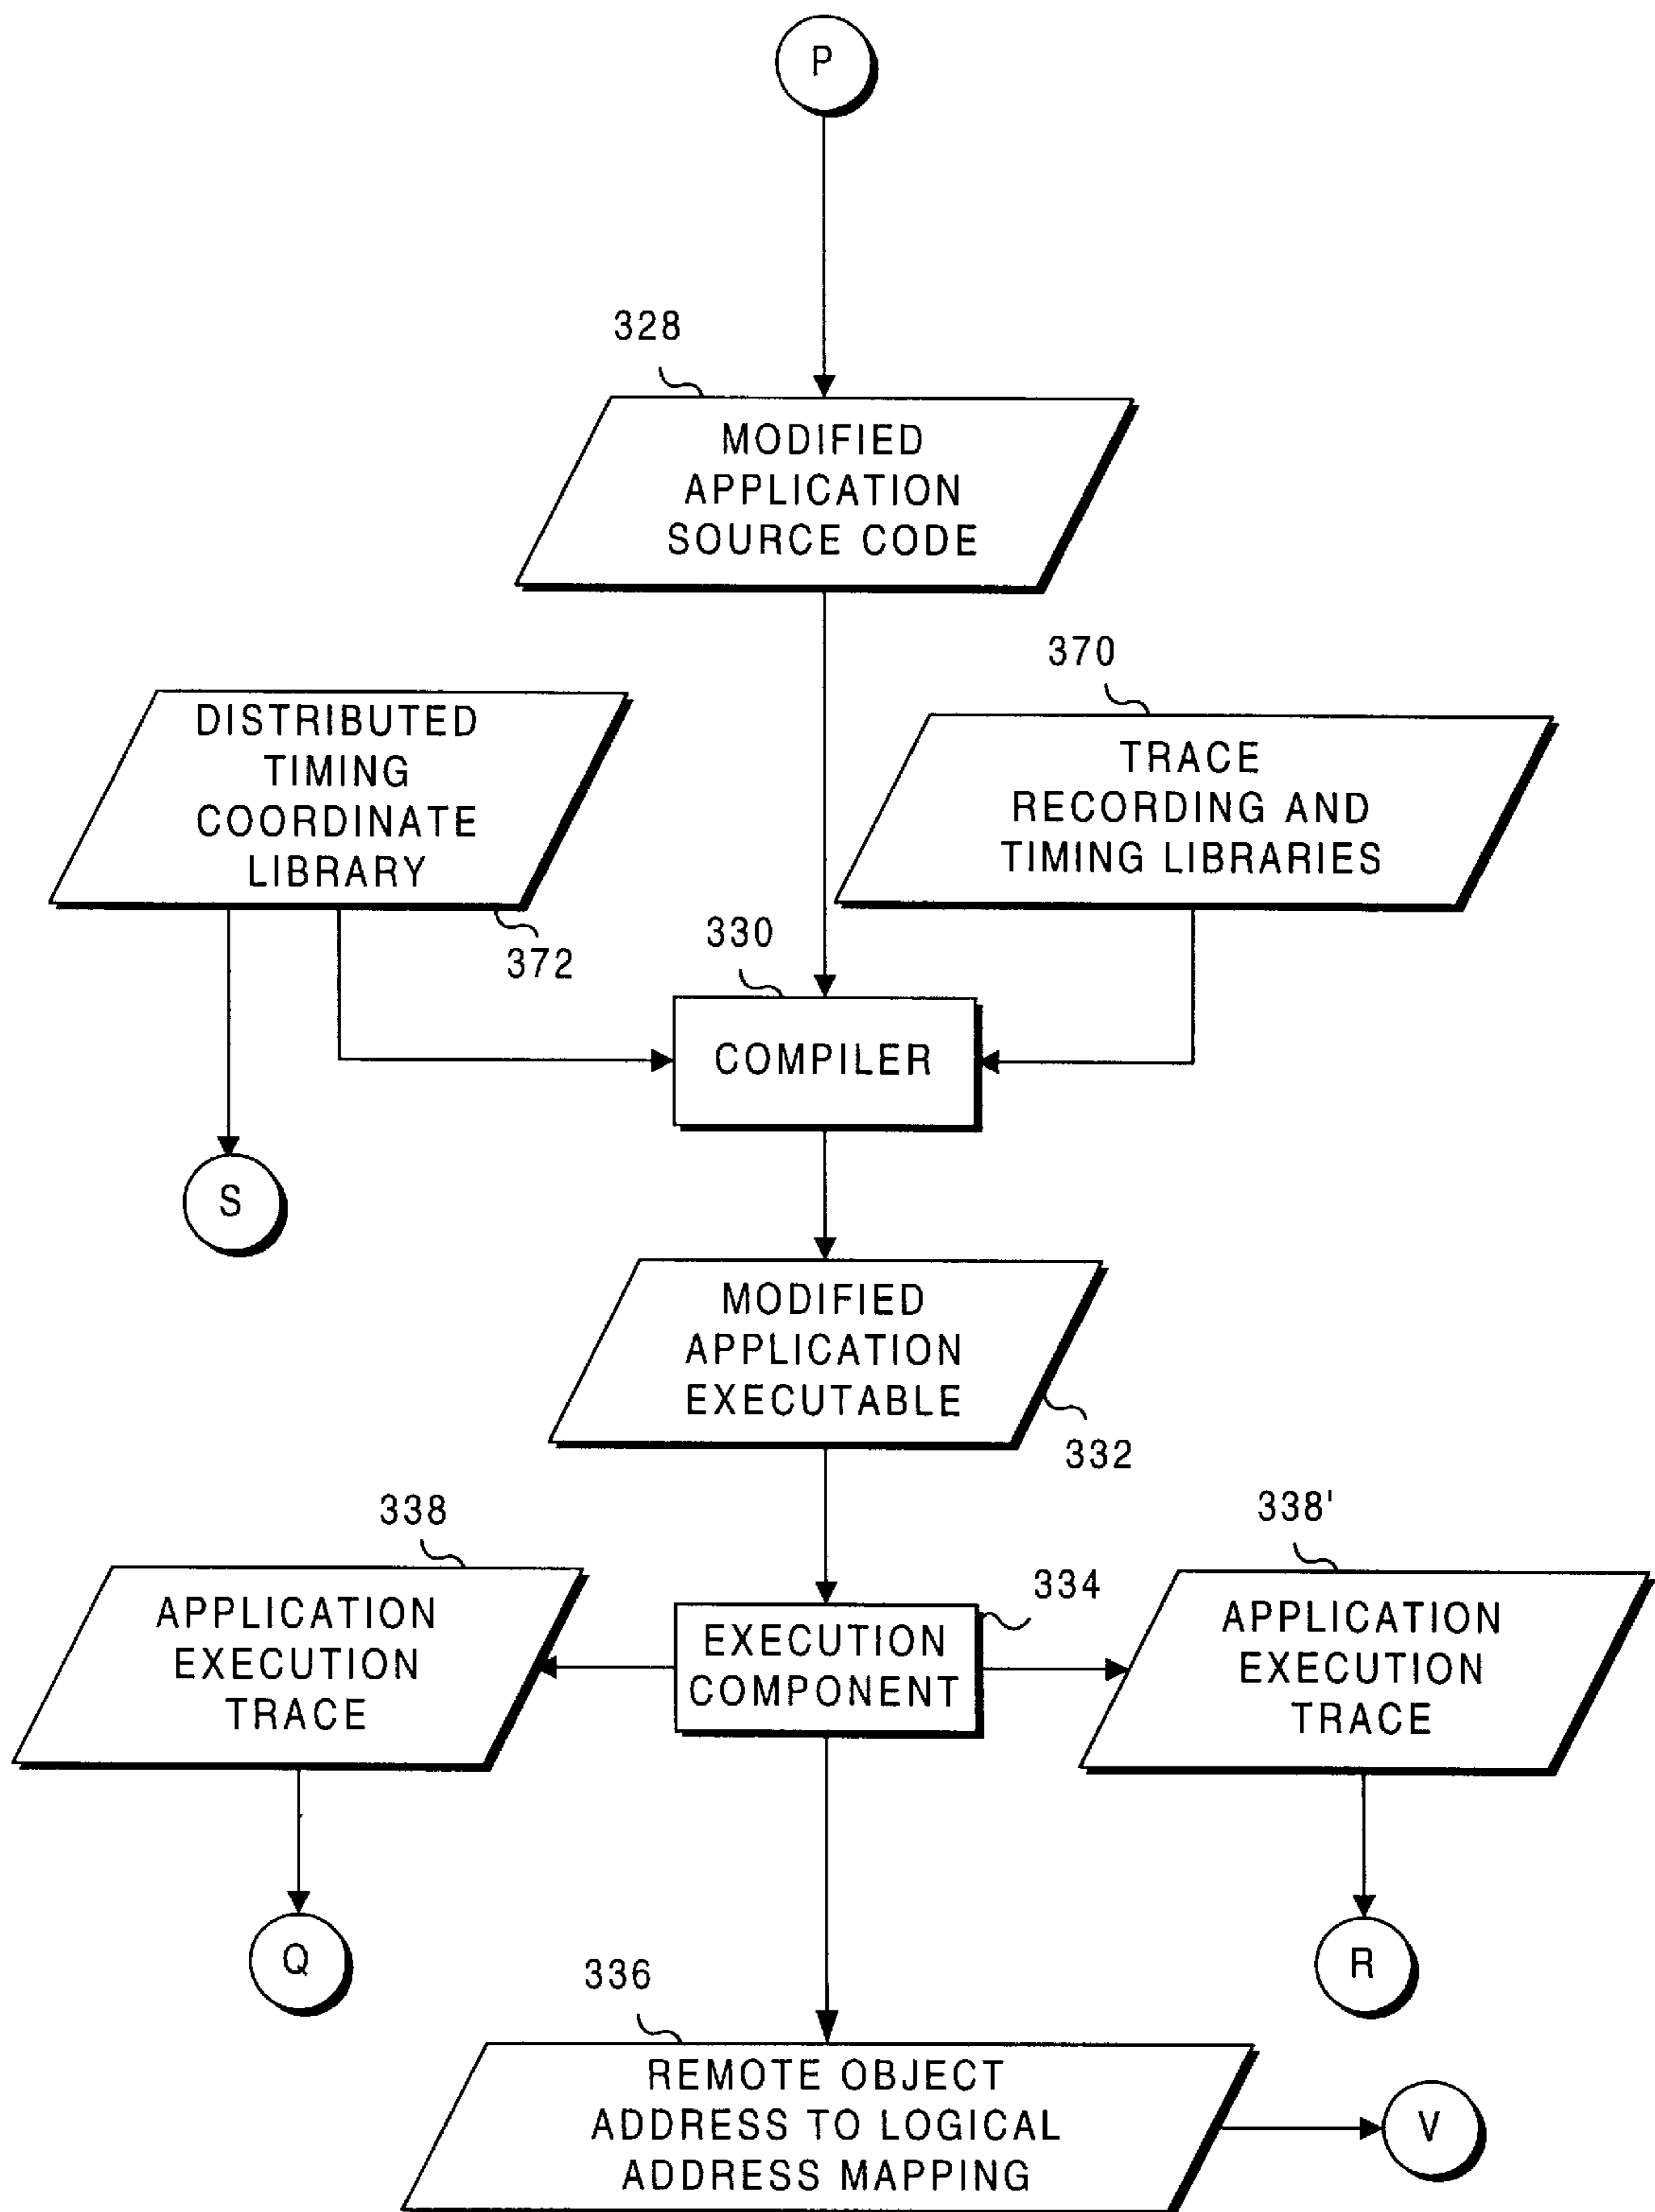 P
328
MODIFIED
APPLICATION
SOURCE CODE
370
DISTRIBUTED
TIMING
COORDINATE
LIBRARY
372
TRACE
RECORDING AND
TIMING LIBRARIES
330
COMPILER
S
MODIFIED
APPLICATION
EXECUTABLE
332
338
APPLICATION
EXECUTION
TRACE
334
EXECUTION
COMPONENT
338'
APPLICATION
EXECUTION
TRACE
Q
R
336
REMOTE OBJECT
ADDRESS TO LOGICAL
ADDRESS MAPPING
V